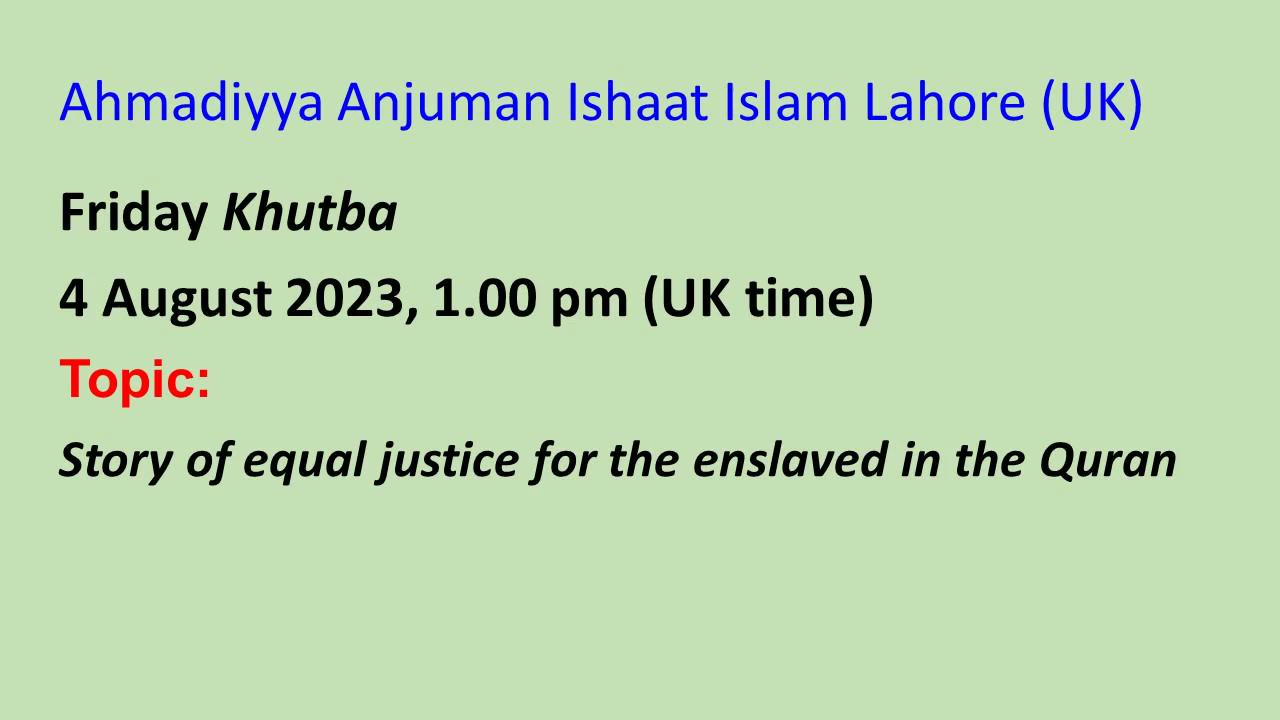 Ahmadiyya Anjuman Ishaat Islam Lahore (UK)
Friday Khutba
4 August 2023, 1.00 pm (UK time)
Topic:
Story of equal justice for the enslaved in the Quran